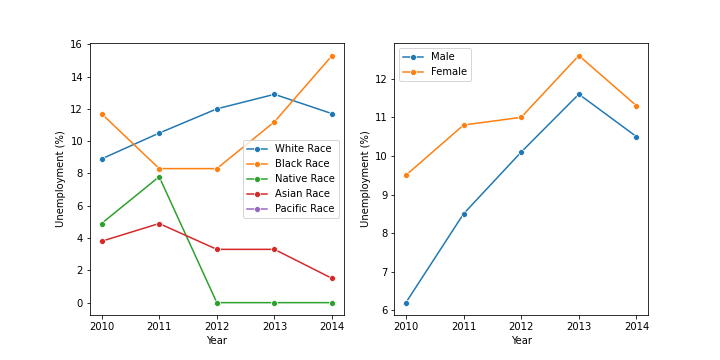 16
14
12
10
8
6
4
2
0
Unemployment (%)
White Race
Black Race
Native Race
Asian Race
Pacific Race
2010 2011 2012 2013 2014
Year
12
11
10
9
8
7
6
Unemployment (%)
Male
Female
2010 2011 2012 2013 2014
Year